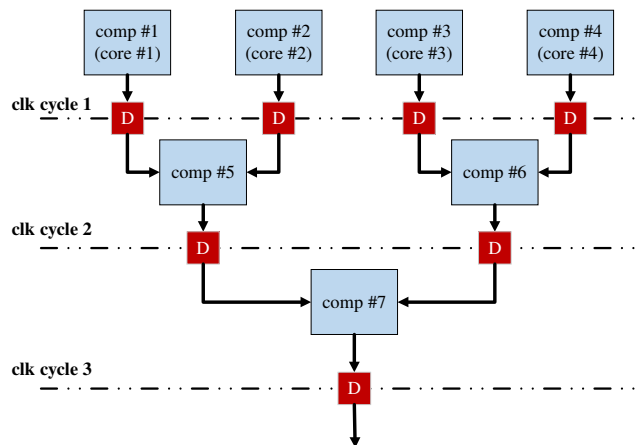 comp #1
(core #1)
comp #2
(core #2)
comp #3
(core #3)
comp #4
(core #4)
clk cycle 1
D
D
D
D
comp #5
comp #6
clk cycle 2
D
D
comp #7
clk cycle 3
D